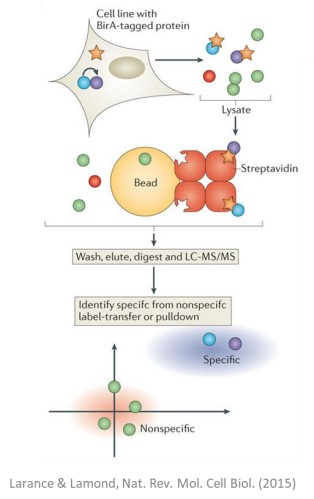 Cell line with
BirA-tagged protein
Lysate
Streptavidin
Bead
Wash, elute, digest and LC-MS/MS
Identify specifc from nonspecifc
label-transfer or pulldown
Specific
Nonspecific
Larance & Lamond, Nat. Rev. Mol. Cell Biol. (2015)